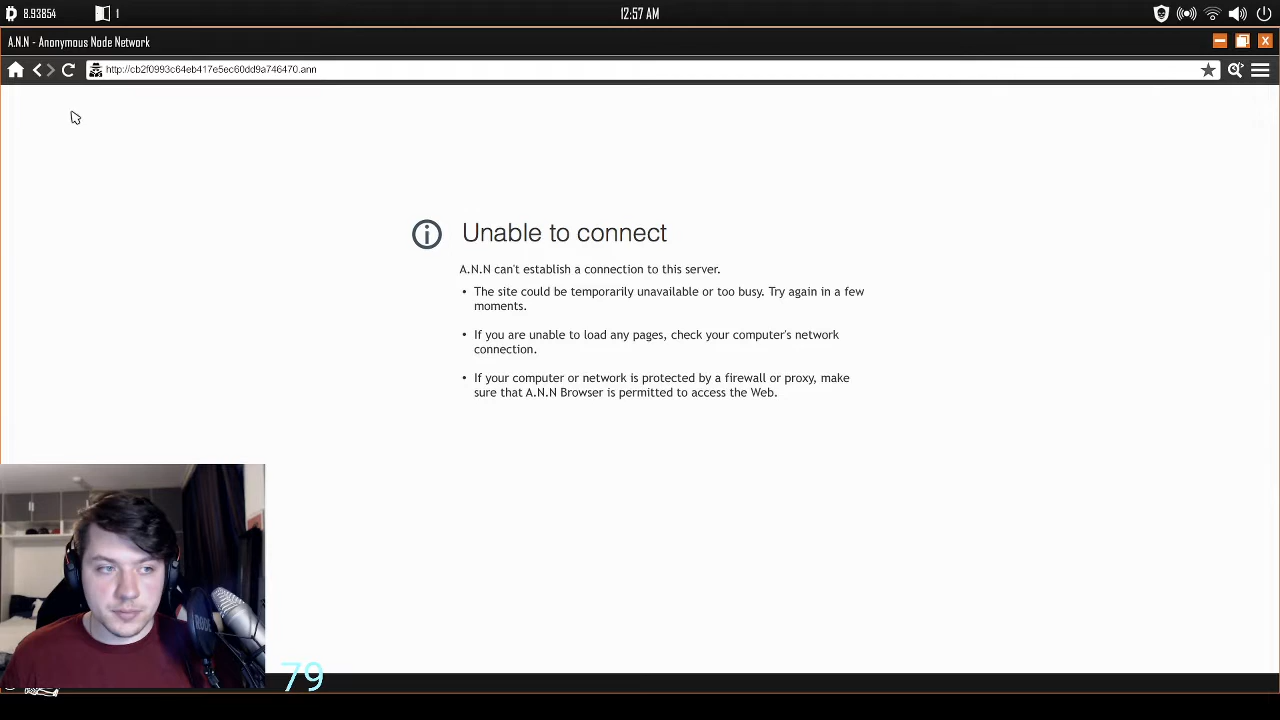 8.93854
1
12:57 AM
A.N.N - Anonymous Node Network
http://cb2f0993c64eb417e5ec60dd9a746470.ann
Unable to connect
A.N.N can't establish a connection to this server.
• The site could be temporarily unavailable or too busy. Try again in a few
moments.
• If you are unable to load any pages, check your computer's network
connection.
• If your computer or network is protected by a firewall or proxy, make
sure that A.N.N Browser is permitted to access the Web.
RODE
79